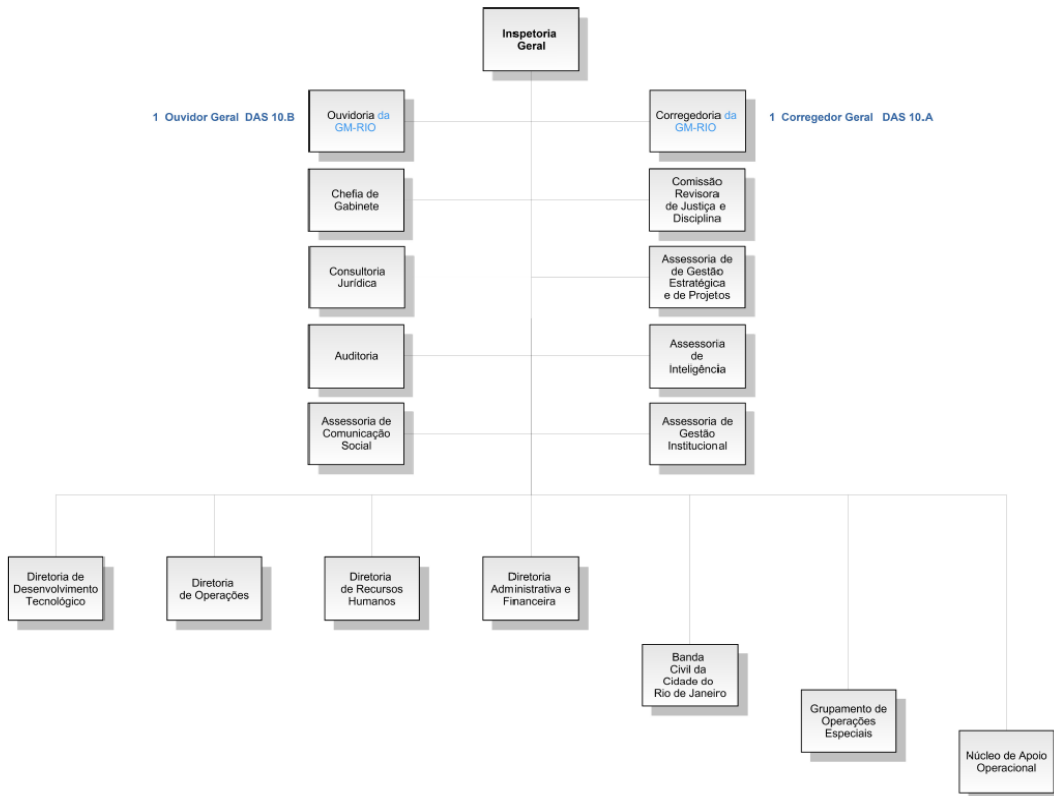 Inspetoria
Geral
1 Ouvidor Geral DAS 10.B
Ouvidoria da
GM-RIO
Corregedoria da
GM-RIO
1 Corregedor Geral DAS 10.A
Chefia de
Gabinete
Comissão
Revisora
de Justiça e
Disciplina
Consultoria
Jurídica
Assessoria de
de Gestão
Estratégica
e de Projetos
Auditoria
Assessoria
de
Inteligência
Assessoria de
Comunicação
Social
Assessoria de
Gestão
Institucional
Diretoria de
Desenvolvimento
Tecnológico
Diretoria
de Operações
Diretoria
de Recursos
Humanos
Diretoria
Administrativa e
Financeira
Banda
Civil da
Cidade do
Rio de Janeiro
Grupamento de
Operações
Especiais
Núcleo de Apoio
Operacional